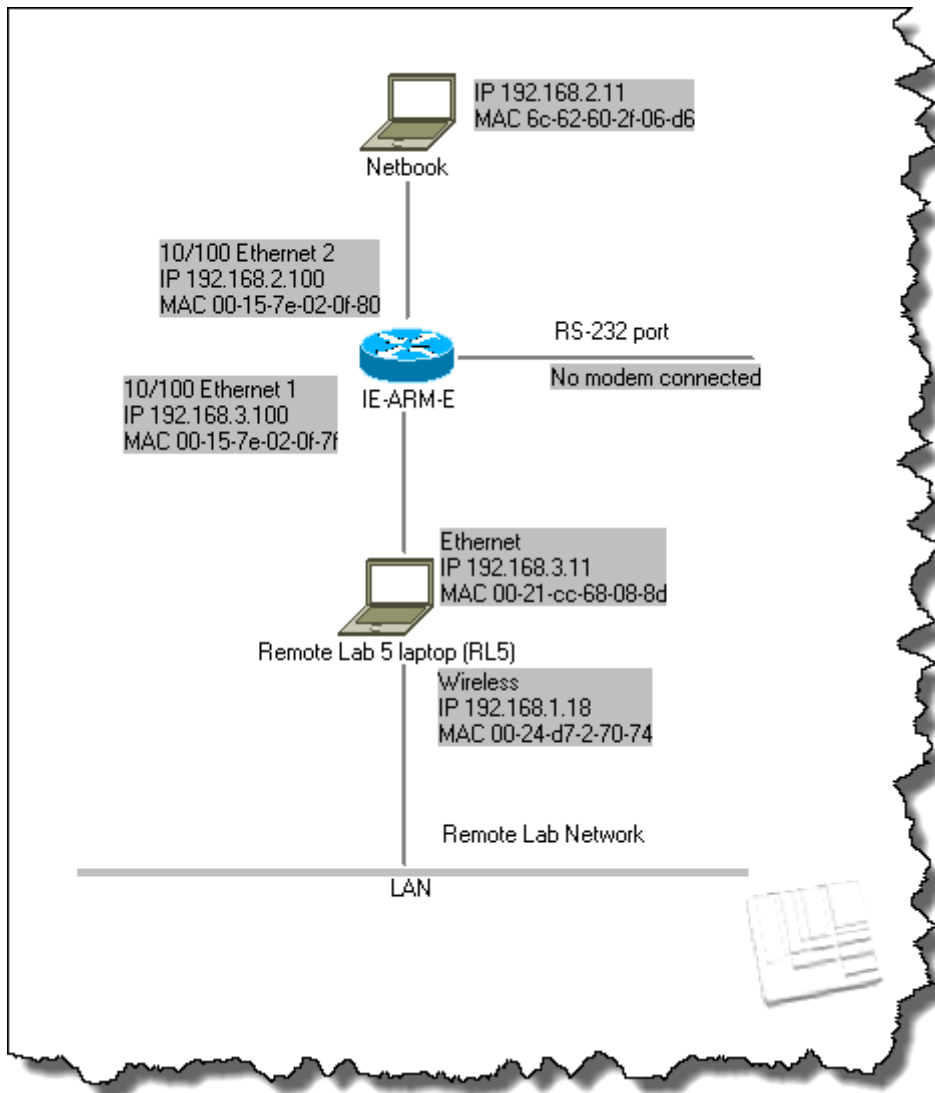 IP 192.168.2.11
MAC 6c-62-60-2f-06-d6
Netbook
10/100 Ethernet 2
IP 192.168.2.100
MAC 00-15-7e-02-0f-80
RS-232 port
No modem connected
IE-ARM-E
10/100 Ethernet 1
IP 192.168.3.100
MAC 00-15-7e-02-0f-7f
Ethernet
IP 192.168.3.11
MAC 00-21-cc-68-08-8d
Remote Lab 5 laptop (RL5)
Wireless
IP 192.168.1.18
MAC 00-24-d7-2-70-74
Remote Lab Network
LAN